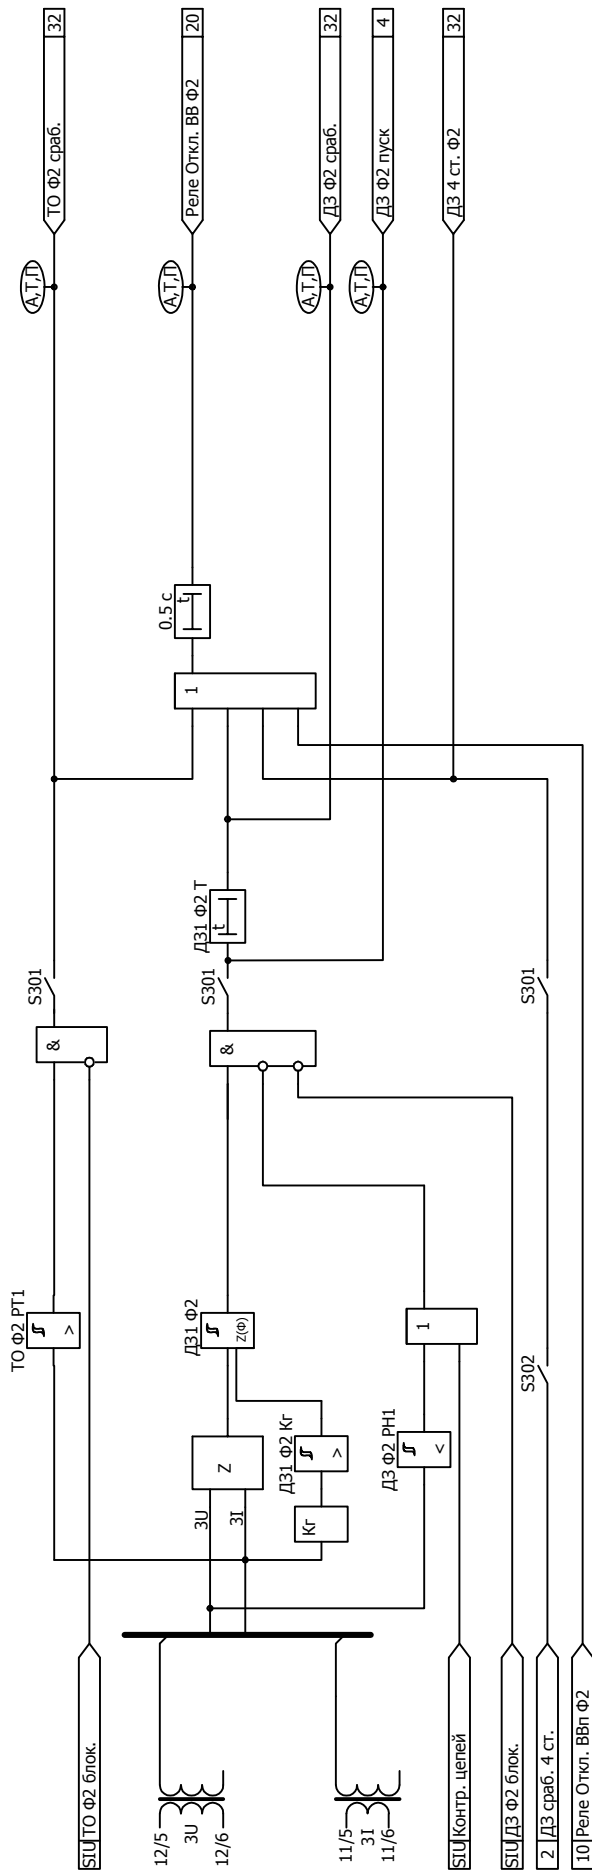 SIU ТО Ф2 блок.
ТО Ф2 РТ1
>
&
S301
А,Т,П
ТО Ф2 сраб. 32
12/5
3U
12/6
3U
3I
Z
ДЗ1 Ф2
Z(Ф)
&
S301
ДЗ1 Ф2 Т
t
1
0.5 с
t
А,Т,П
Реле Откл. ВВ Ф2 20
Кг
ДЗ1 Ф2 Кг
>
А,Т,П
ДЗ Ф2 сраб. 32
11/5
3I
11/6
ДЗ Ф2 РН1
<
1
А,Т,П
ДЗ Ф2 пуск 4
SIU Контр. цепей
ДЗ 4 ст. Ф2 32
SIU ДЗ Ф2 блок.
2 ДЗ сраб. 4 ст.
S302
S301
10 Реле Откл. ВВп Ф2